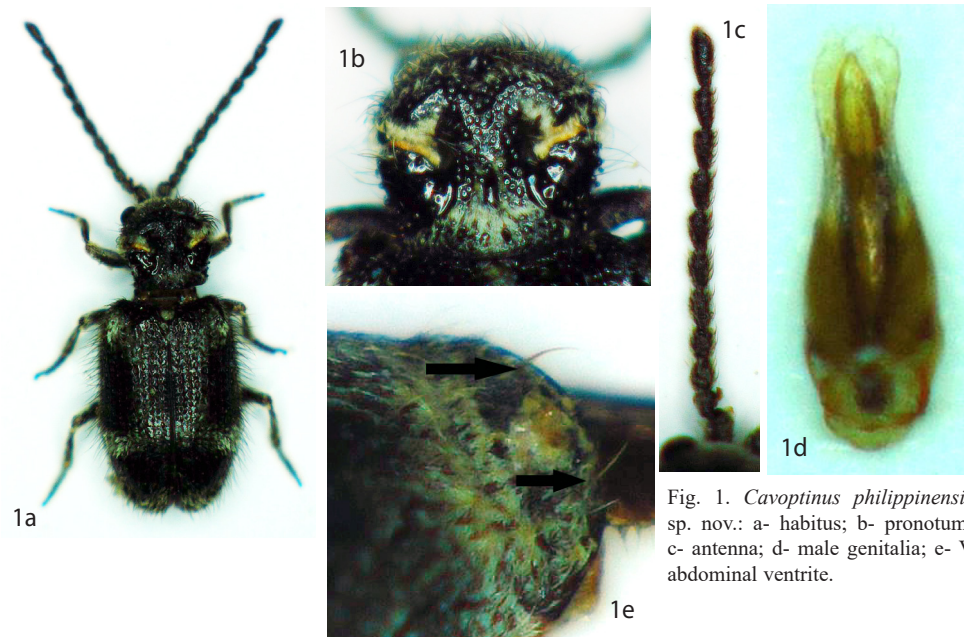 1a
1b
1c
1d
1e
Fig. 1. Cavoptinus philippinensi
sp. nov.: a- habitus; b- pronotum
c- antenna; d- male genitalia; e- V
abdominal ventrite.